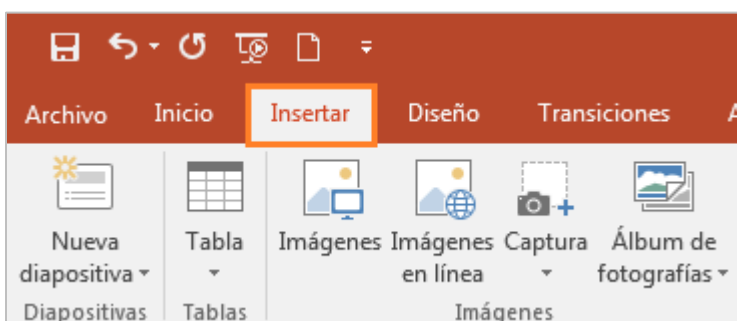 Archivo Inicio Insertar Diseño Transiciones
Nueva diapositiva
Tabla
Imágenes
Imágenes en línea
Captura
Álbum de fotografías
Diapositivas Tablas Imágenes